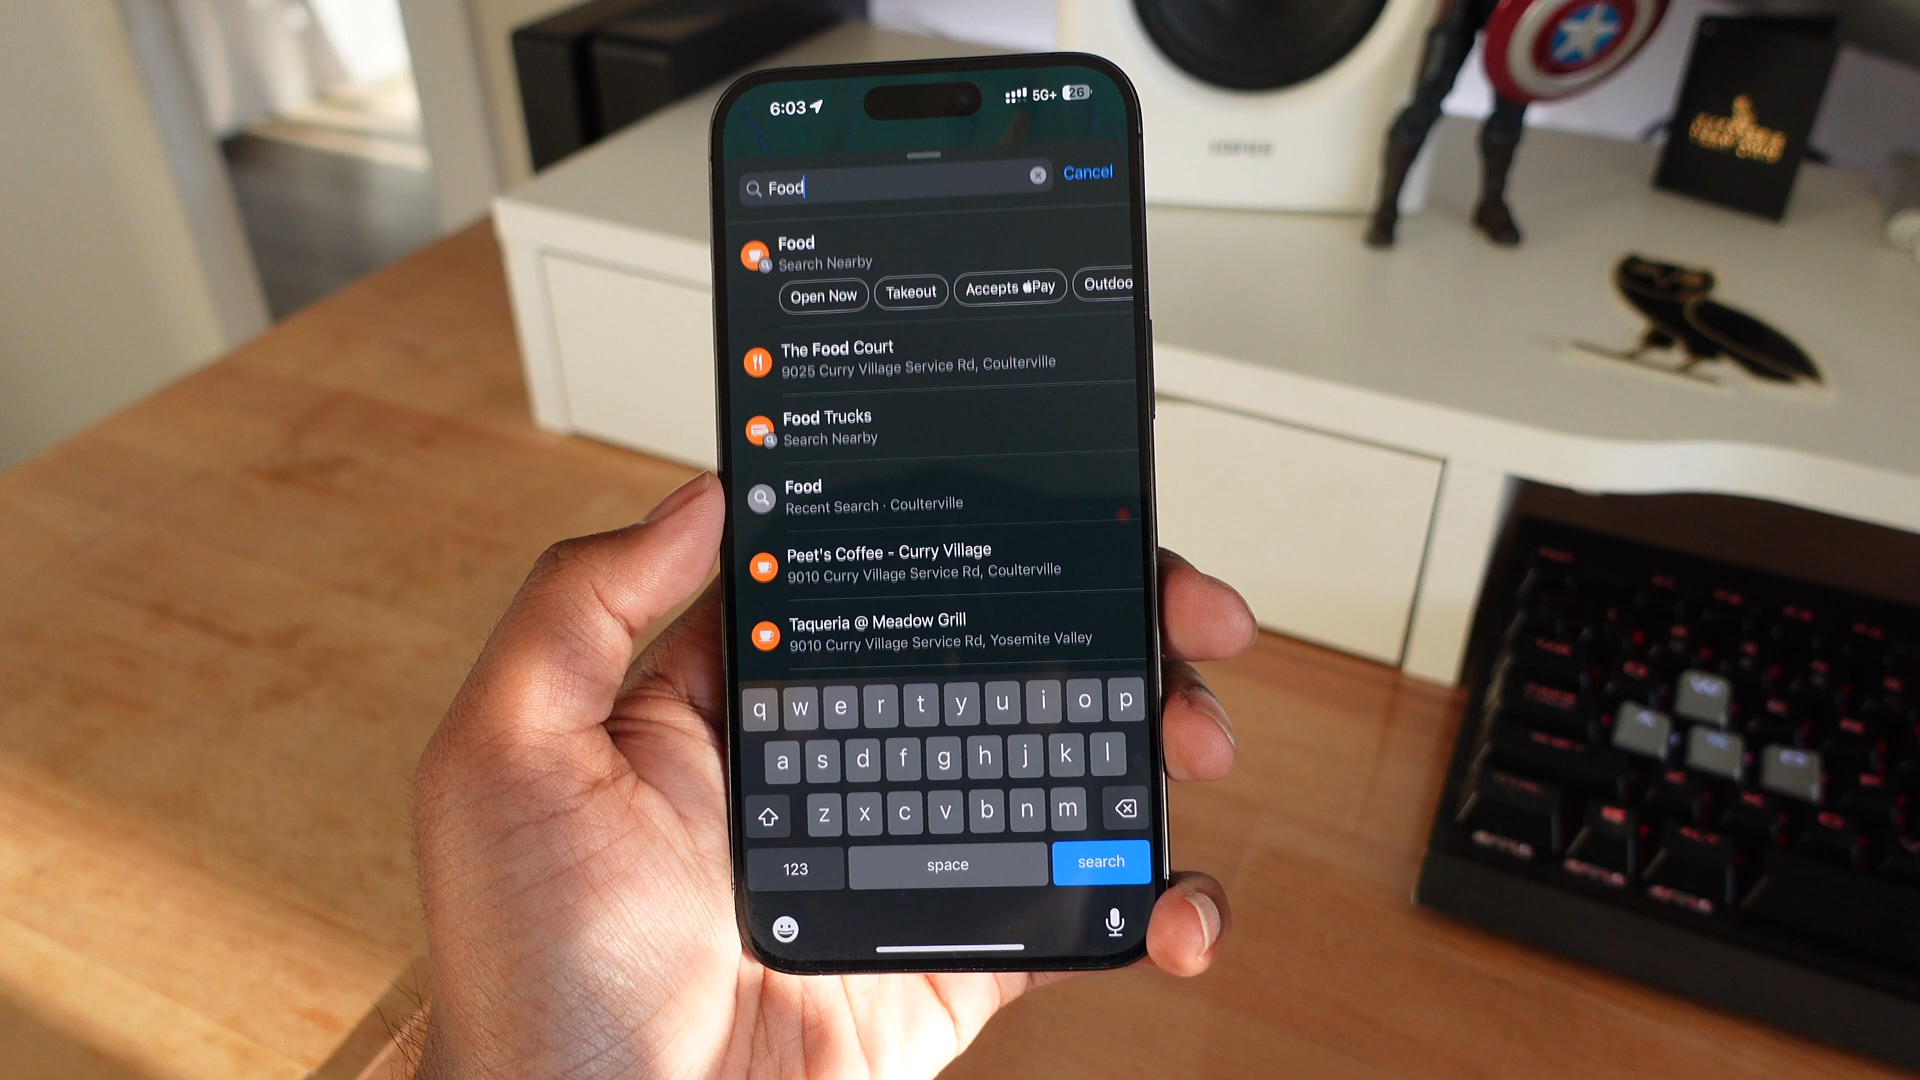 6:03
5G+ 26
Food
Cancel
Food
Search Nearby
Open Now
Takeout
Accepts Pay
Outdoo
The Food Court
9025 Curry Village Service Rd, Coulterville
Food Trucks
Search Nearby
Food
Recent Search · Coulterville
Peet's Coffee - Curry Village
9010 Curry Village Service Rd, Coulterville
Taqueria @ Meadow Grill
9010 Curry Village Service Rd, Yosemite Valley
q w e r t y u i o p
a s d f g h j k l
z x c v b n m
123
space
search
EDIFIER
W